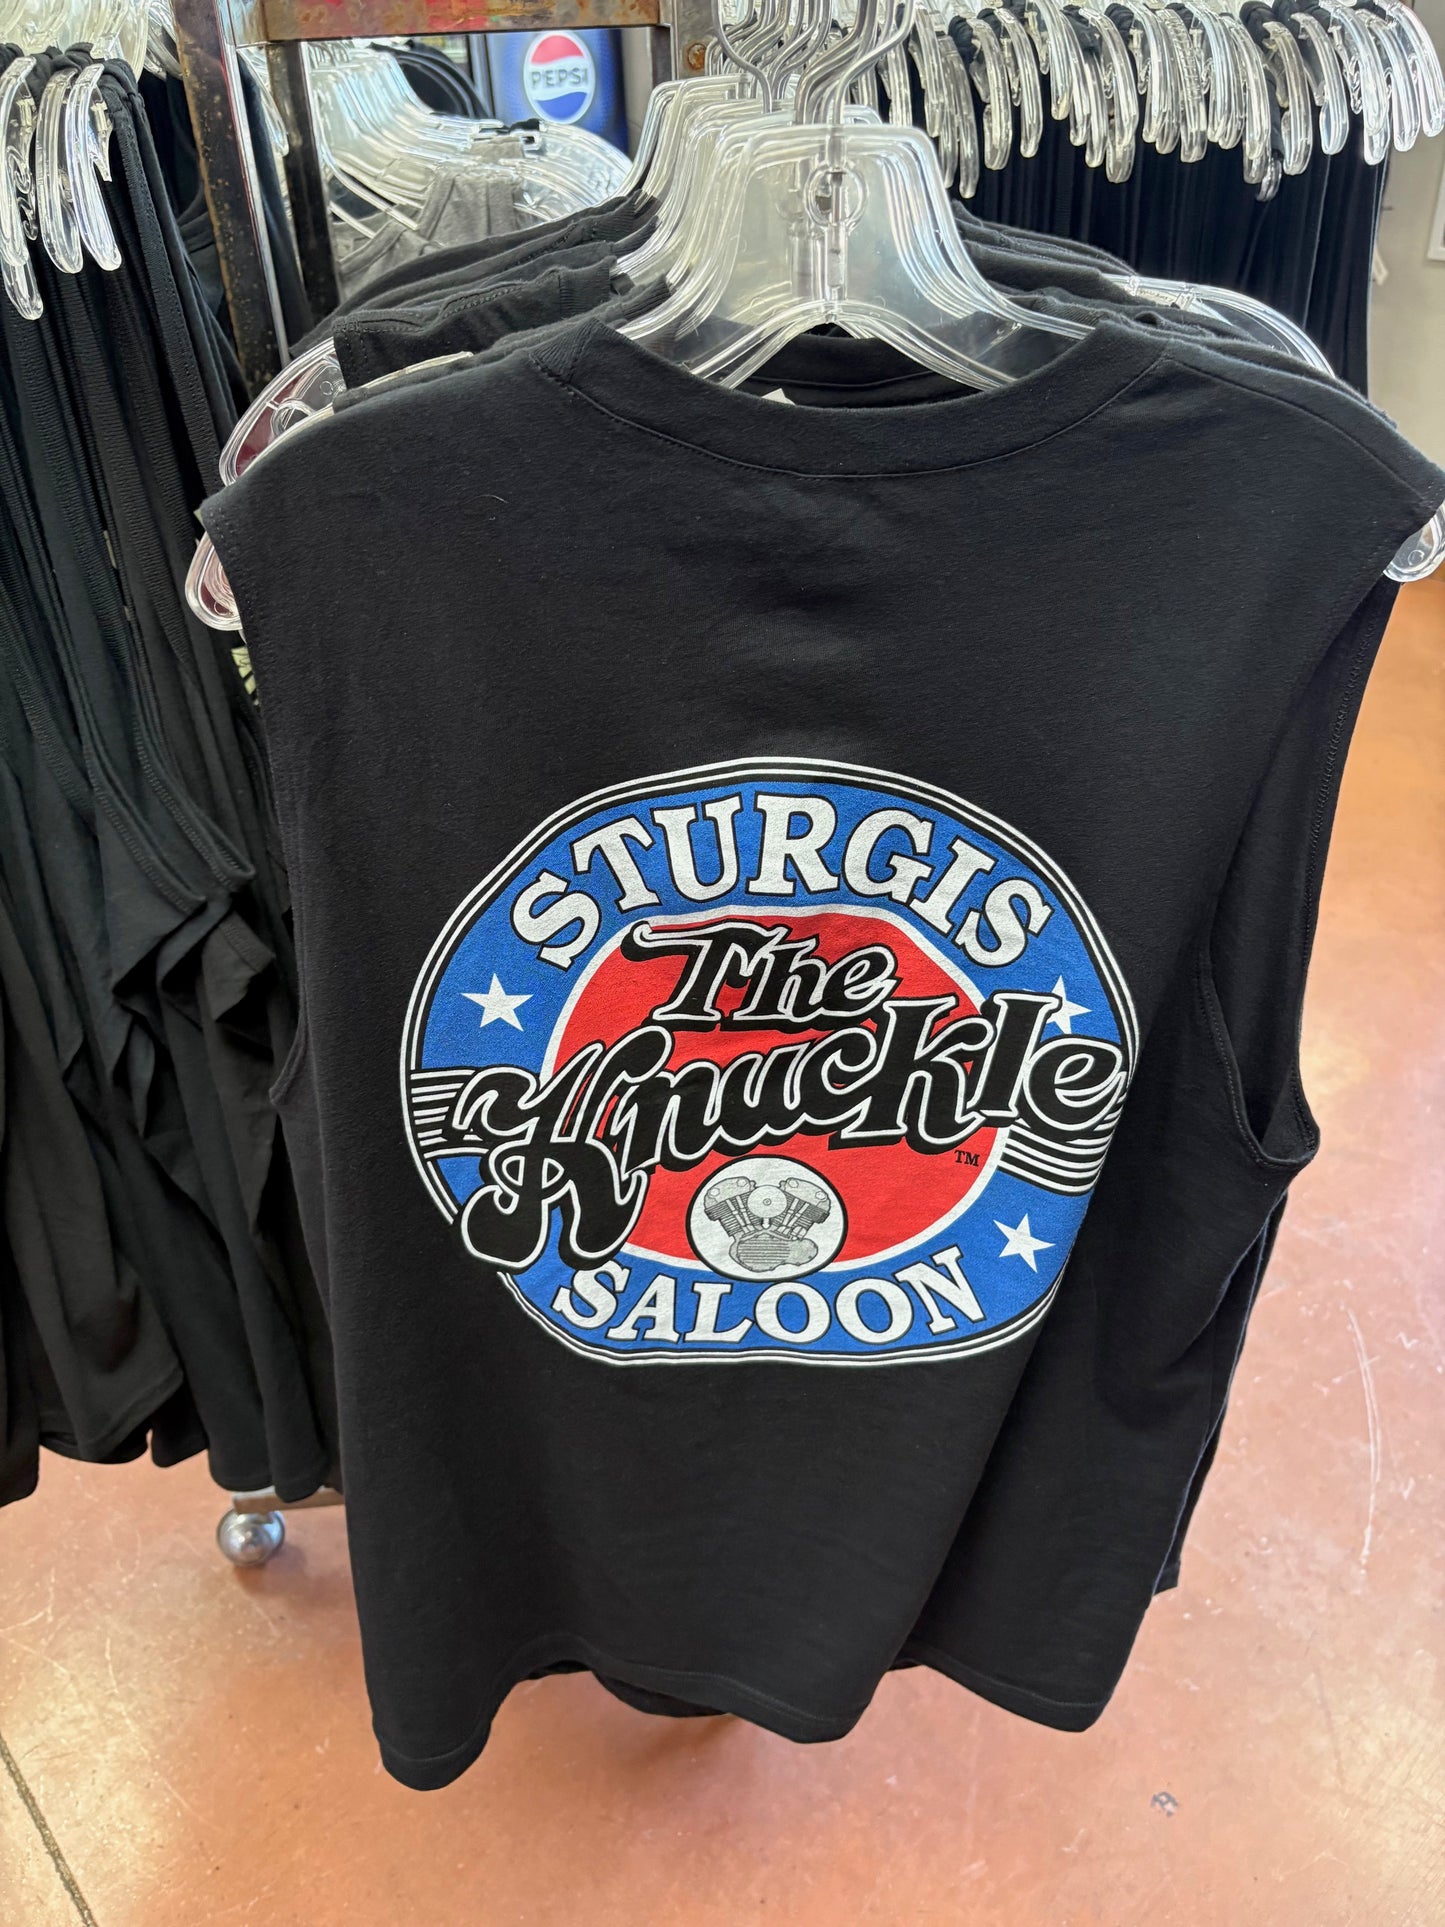 PEPSI
STURGIS
The
Knuckle
TM
SALOON